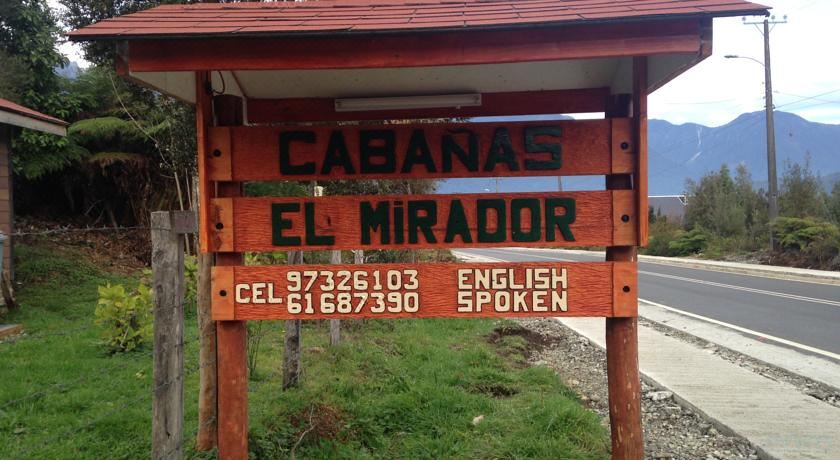 CABAÑAS
EL MiRADOR
CEL 97326103
61687390
ENGLISH
SPOKEN